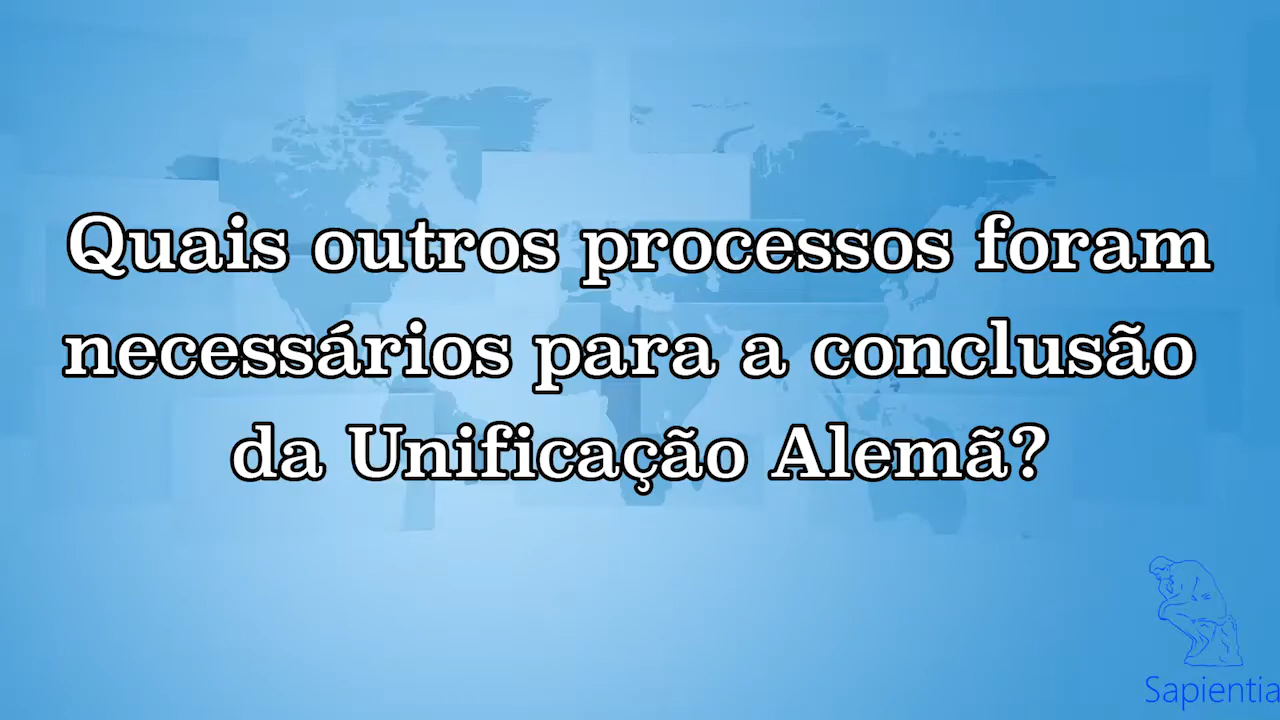 Quais outros processos foram
necessários para a conclusão
da Unificação Alemã?
Sapientia